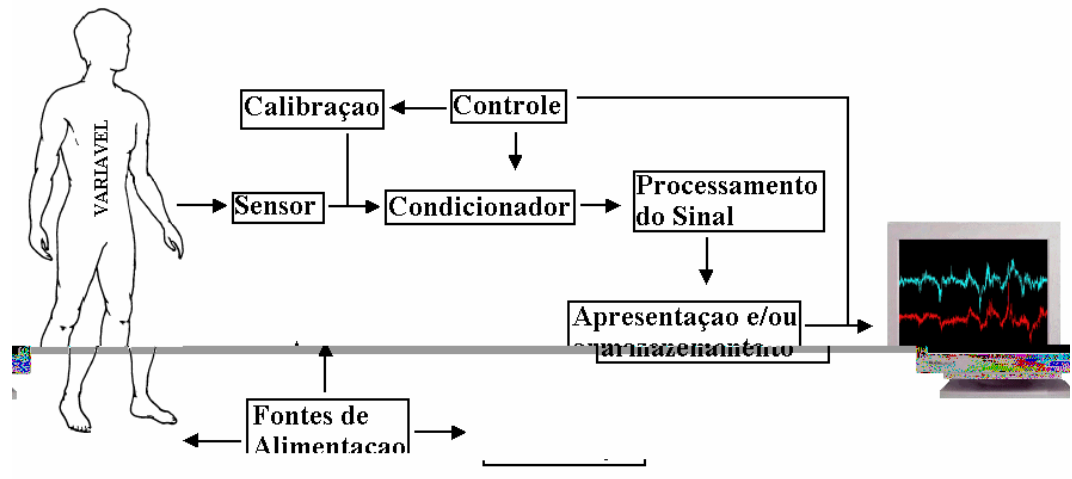 Calibraçao
Controle
VARIAVEL
Sensor
Condicionador
Processamento
do Sinal
Apresentaçao e/ou
armazenamento
Fontes de
Alimentaçao